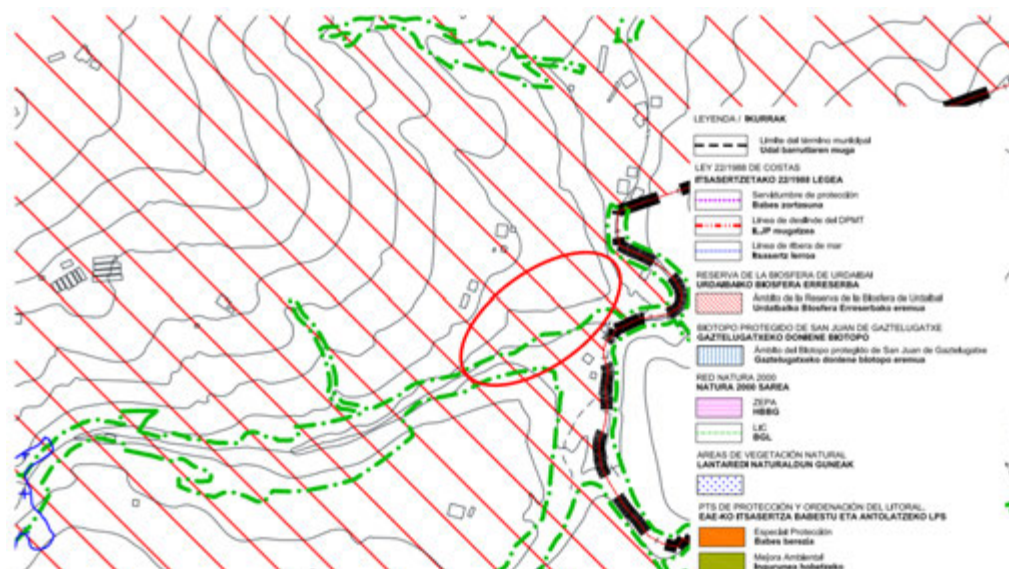 LEYENDA / IKURRAK
Límite del término municipal
Udal barrutiaren muga
LEY 22/1988 DE COSTAS
ITSASERTZETAKO 22/1988 LEGEA
Servidumbre de protección
Babes zortasuna
Línea de deslinde del DPMT
ILJP mugatzea
Línea de ribera de mar
Itsasertz lerroa
RESERVA DE LA BIOSFERA DE URDAIBAI
URDAIBAIKO BIOSFERA ERRESERBA
Ámbito de la Reserva de la Biosfera de Urdaibai
Urdaibaiko Biosfera Erreserbako eremua
BIOTOPO PROTEGIDO DE SAN JUAN DE GAZTELUGATXE
GAZTELUGATXEKO DONIENE BIOTOPO
Ámbito del Biotopo protegido de San Juan de Gaztelugatxe
Gaztelugatxeko doniene biotopo eremua
RED NATURA 2000
NATURA 2000 SAREA
ZEPA
HBBG
LIC
BGL
AREAS DE VEGETACIÓN NATURAL
LANTAREDI NATURALDUN GUNEAK
PTS DE PROTECCIÓN Y ORDENACIÓN DEL LITORAL.
EAE-KO ITSASERTZA BABESTU ETA ANTOLATZEKO LPS
Especial Protección
Babes berezia
Mejora Ambiental
Ingurunea hobetzeko